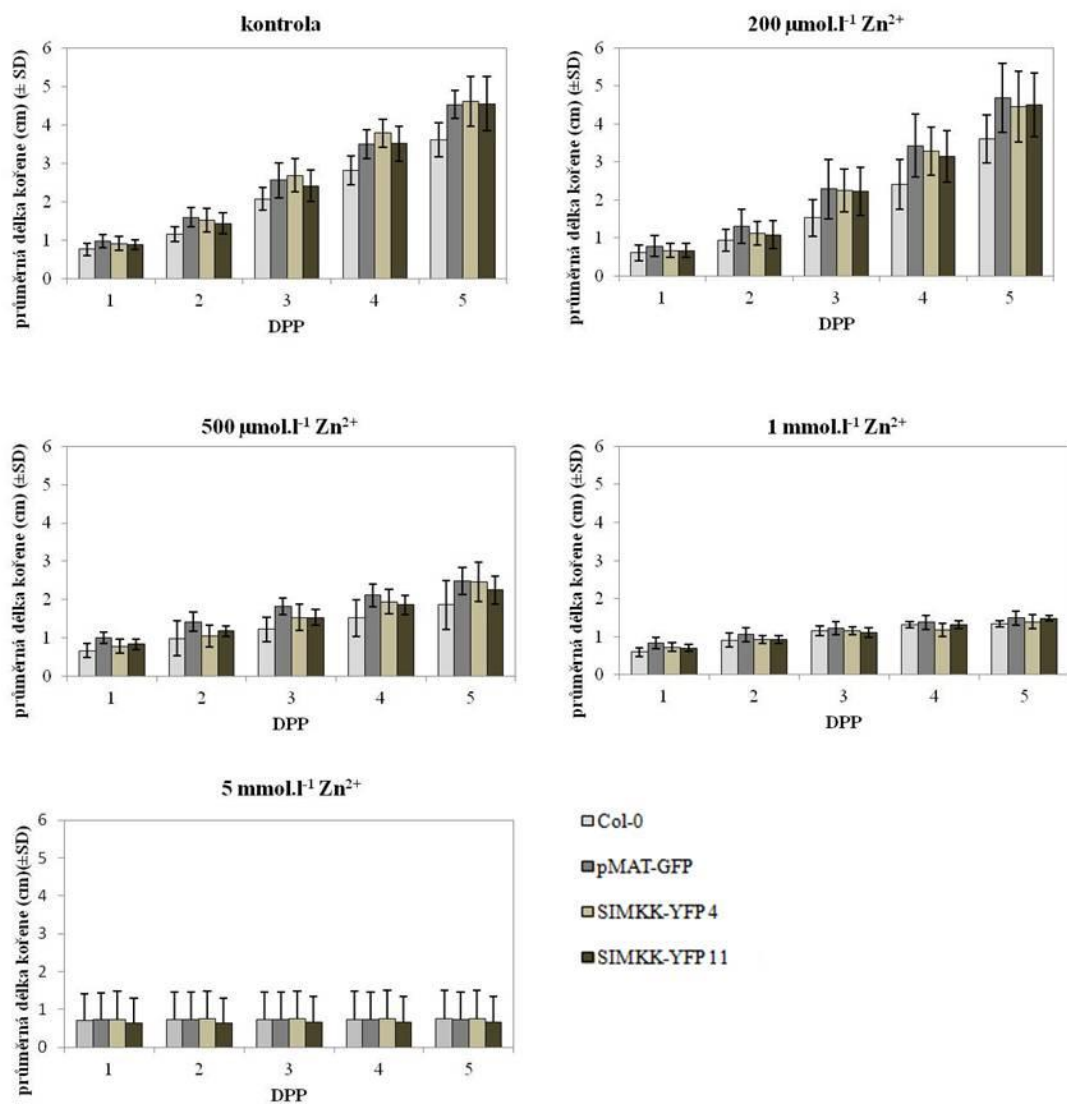 kontrola
průměrná délka kořene (cm) (± SD)
6
5
4
3
2
1
0
1 2 3 4 5
DPP
200 µmol.l⁻¹ Zn²⁺
průměrná délka kořene (cm) (±SD)
6
5
4
3
2
1
0
1 2 3 4 5
DPP
500 µmol.l⁻¹ Zn²⁺
průměrná délka kořene (cm) (±SD)
6
5
4
3
2
1
0
1 2 3 4 5
DPP
1 mmol.l⁻¹ Zn²⁺
průměrná délka kořene (cm) (±SD)
6
5
4
3
2
1
0
1 2 3 4 5
DPP
5 mmol.l⁻¹ Zn²⁺
průměrná délka kořene (cm)(±SD)
6
5
4
3
2
1
0
1 2 3 4 5
DPP
Col-0
pMAT-GFP
SIMKK-YFP4
SIMKK-YFP11